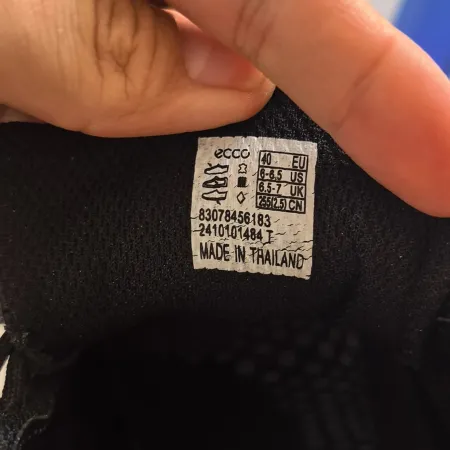 ecco
40 EU
6-6.5 US
6.5-7 UK
255(2.5) CN
83078456183
2410101484 T
MADE IN THAILAND